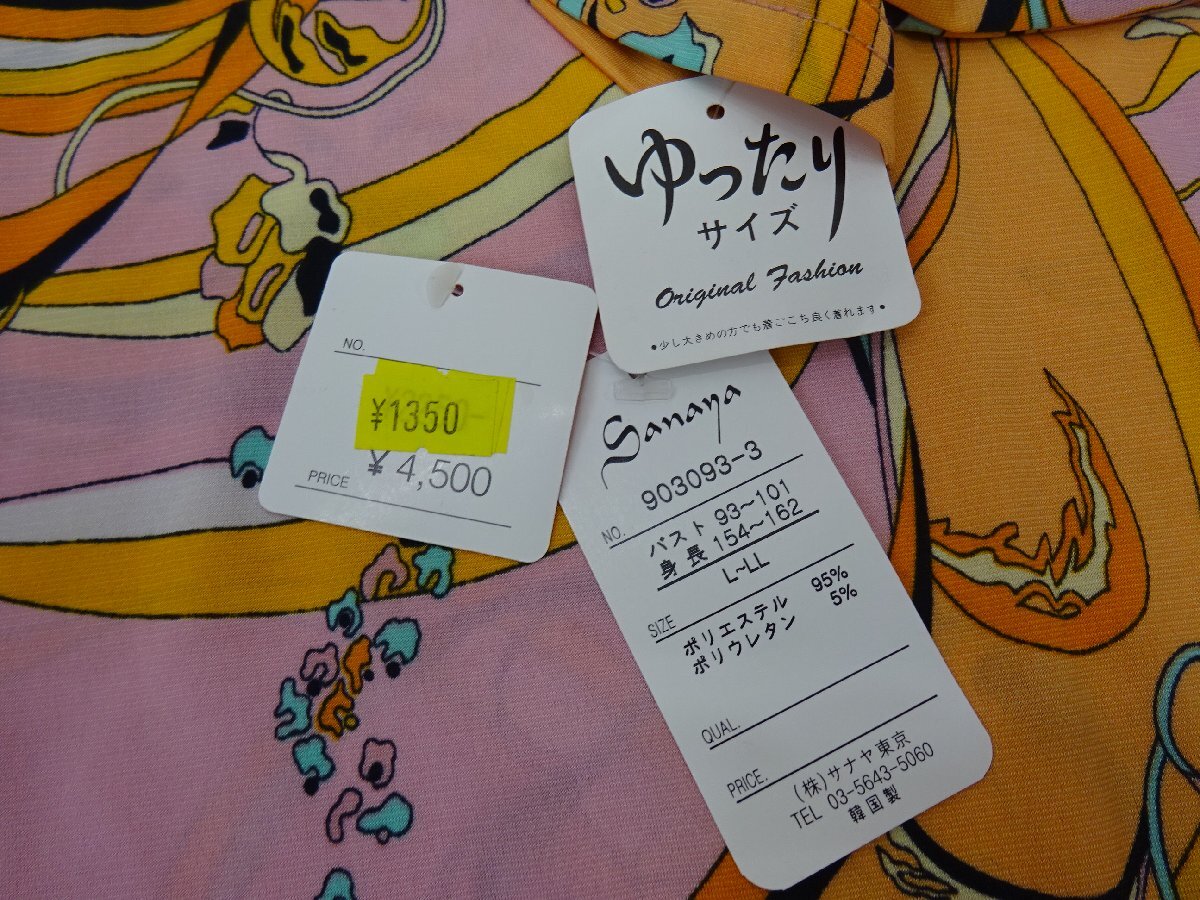 ゆったり
サイズ
Original Fashion
●少し大きめの方でも着ごこち良く着れます●
NO.
¥1350
PRICE ¥4,500
Sanaya
NO. 903093-3
バスト 93~101
身長 154~162
SIZE L~LL
ポリエステル 95%
ポリウレタン 5%
QUAL.
PRICE.
(株)サナヤ東京
TEL 03-5643-5060
韓国製